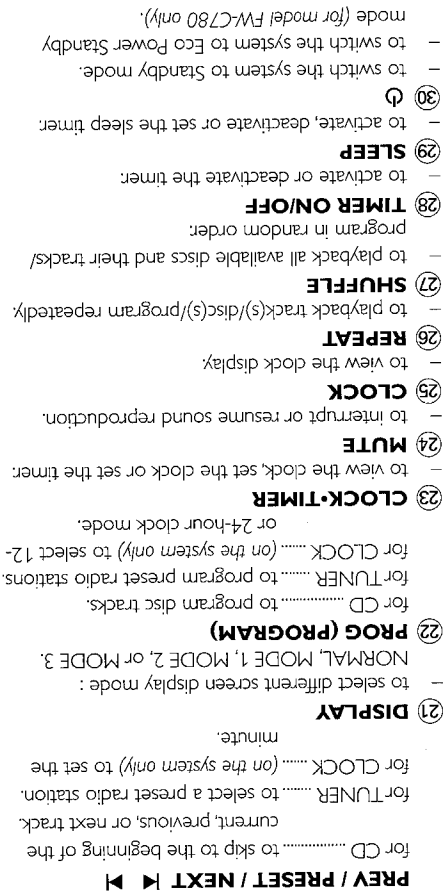 PREV / PRESET / NEXT |◀ ▶|
for CD ................ to skip to the beginning of the
current, previous, or next track.
for TUNER ....... to select a preset radio station.
for CLOCK ...... (on the system only) to set the
minute.
㉑ DISPLAY
– to select different screen display mode :
NORMAL, MODE 1, MODE 2, or MODE 3.
㉒ PROG (PROGRAM)
for CD ................ to program disc tracks.
for TUNER ....... to program preset radio stations.
for CLOCK ...... (on the system only) to select 12-
or 24-hour clock mode.
㉓ CLOCK•TIMER
– to view the clock, set the clock or set the timer.
㉔ MUTE
– to interrupt or resume sound reproduction.
㉕ CLOCK
– to view the clock display.
㉖ REPEAT
– to playback track(s)/disc(s)/program repeatedly.
㉗ SHUFFLE
– to playback all available discs and their tracks/
program in random order.
㉘ TIMER ON/OFF
– to activate or deactivate the timer.
㉙ SLEEP
– to activate, deactivate or set the sleep timer.
㉚ ⏻
– to switch the system to Standby mode.
– to switch the system to Eco Power Standby
mode (for model FW-C780 only).